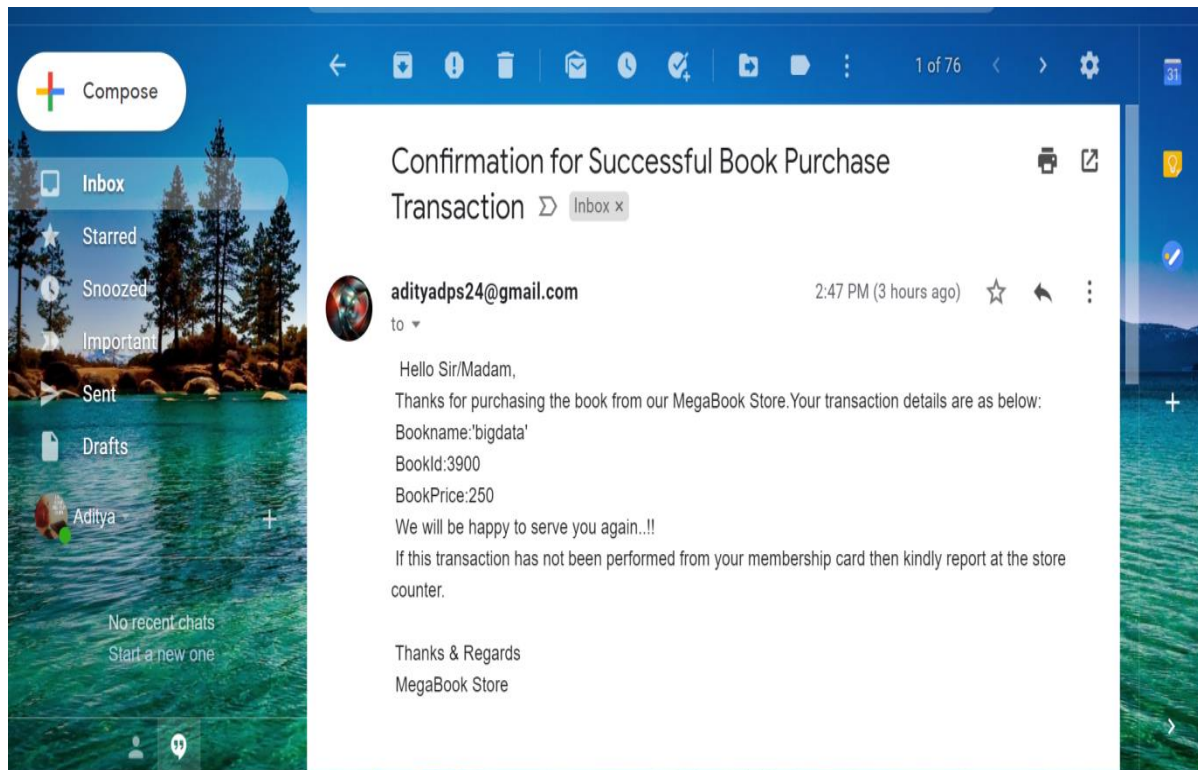 1 of 76
31
Compose
Inbox
Starred
Snoozed
Important
Sent
Drafts
Aditya
No recent chats
Start a new one
Confirmation for Successful Book Purchase
Transaction Inbox ×
adityadps24@gmail.com 2:47 PM (3 hours ago)
to
Hello Sir/Madam,
Thanks for purchasing the book from our MegaBook Store.Your transaction details are as below:
Bookname:'bigdata'
BookId:3900
BookPrice:250
We will be happy to serve you again..!!
If this transaction has not been performed from your membership card then kindly report at the store
counter.
Thanks & Regards
MegaBook Store